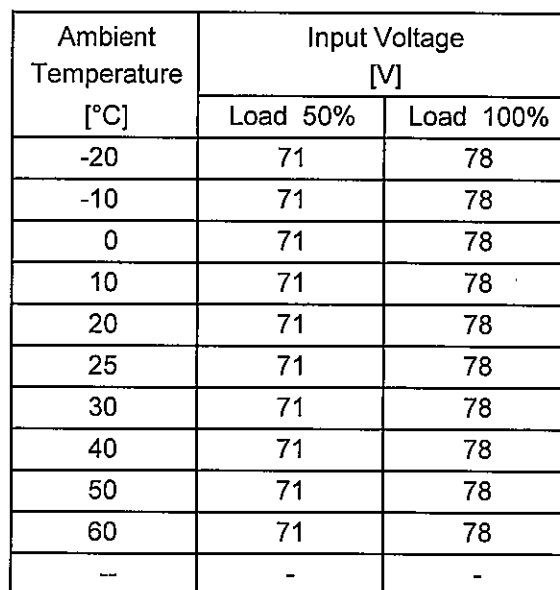 Ambient Temperature [°C] Input Voltage [V]
Load 50% Load 100%
-20 71 78
-10 71 78
0 71 78
10 71 78
20 71 78
25 71 78
30 71 78
40 71 78
50 71 78
60 71 78
-- - -